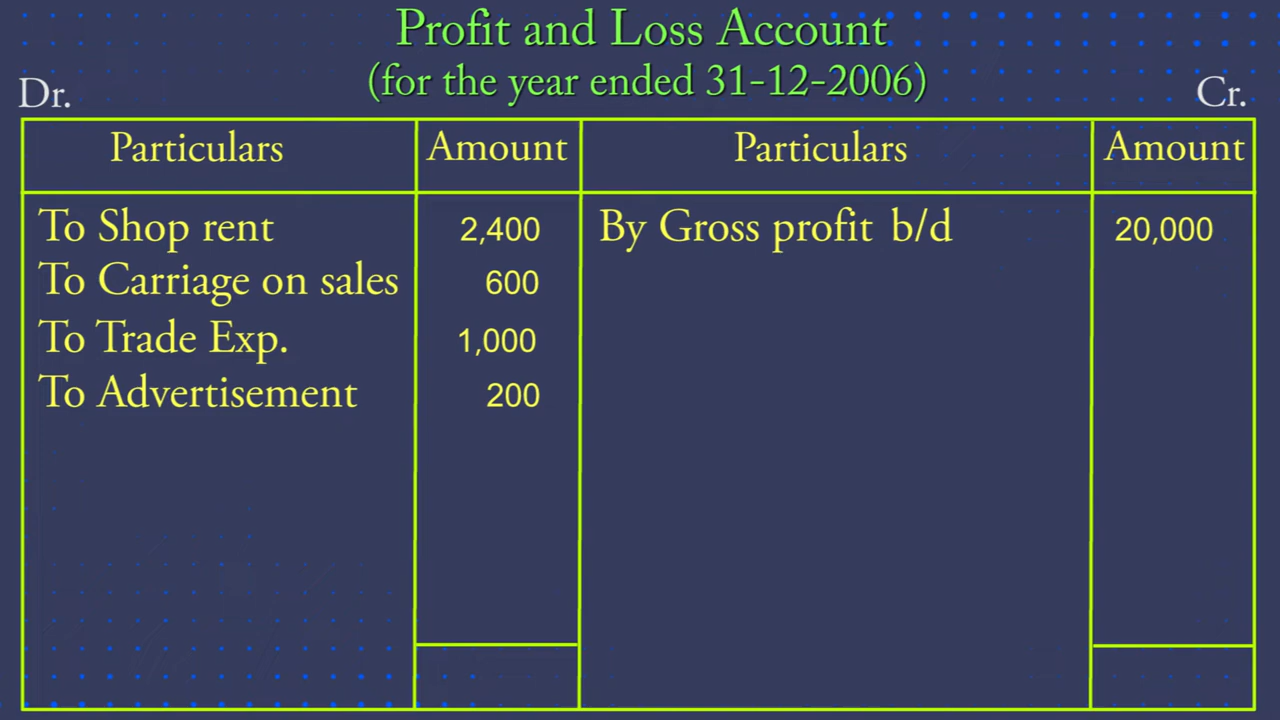 Profit and Loss Account
(for the year ended 31-12-2006)
Dr. Cr.
Particulars Amount Particulars Amount
To Shop rent 2,400 By Gross profit b/d 20,000
To Carriage on sales 600
To Trade Exp. 1,000
To Advertisement 200